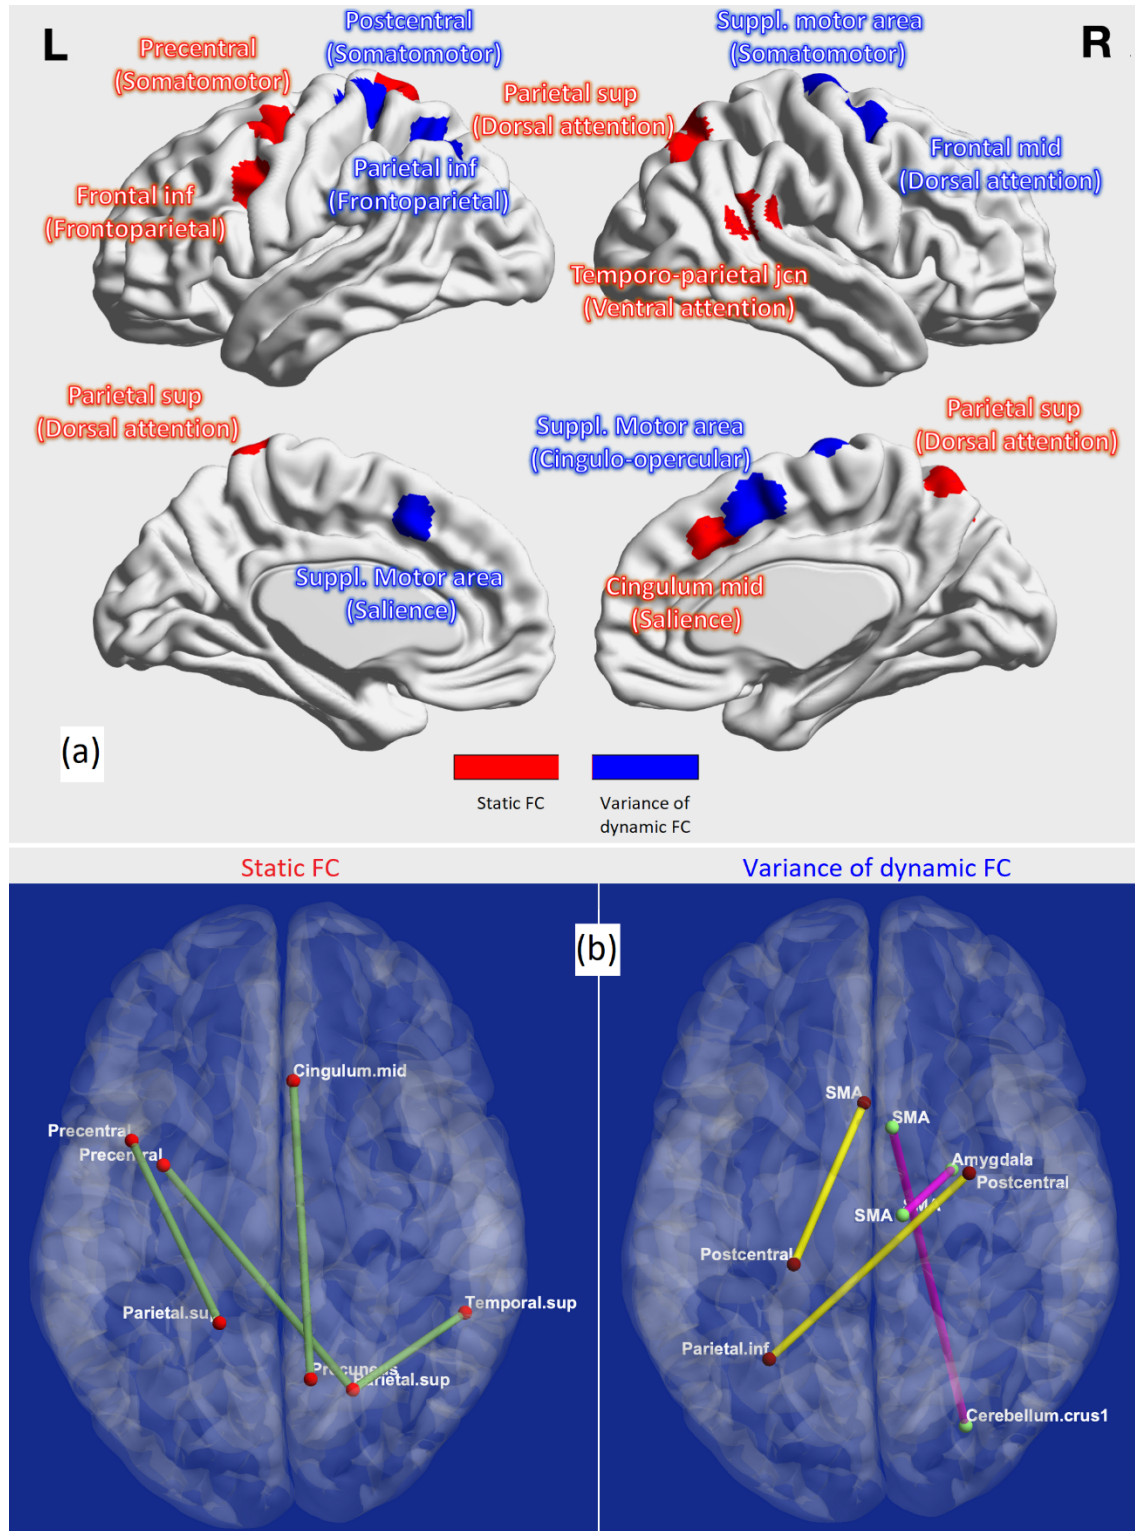 L
R
Precentral
(Somatomotor)
Postcentral
(Somatomotor)
Suppl. motor area
(Somatomotor)
Parietal sup
(Dorsal attention)
Frontal inf
(Frontoparietal)
Parietal inf
(Frontoparietal)
Frontal mid
(Dorsal attention)
Temporo-parietal jcn
(Ventral attention)
Parietal sup
(Dorsal attention)
Suppl. Motor area
(Cingulo-opercular)
Parietal sup
(Dorsal attention)
Suppl. Motor area
(Salience)
Cingulum mid
(Salience)
(a)
Static FC
Variance of
dynamic FC
Static FC
Variance of dynamic FC
(b)
Cingulum.mid
Precentral
Precentral
Parietal.sup
Temporal.sup
Precuneus
Parietal.sup
SMA
SMA
Amygdala
Postcentral
SMA
SMA
Postcentral
Parietal.inf
Cerebellum.crus1